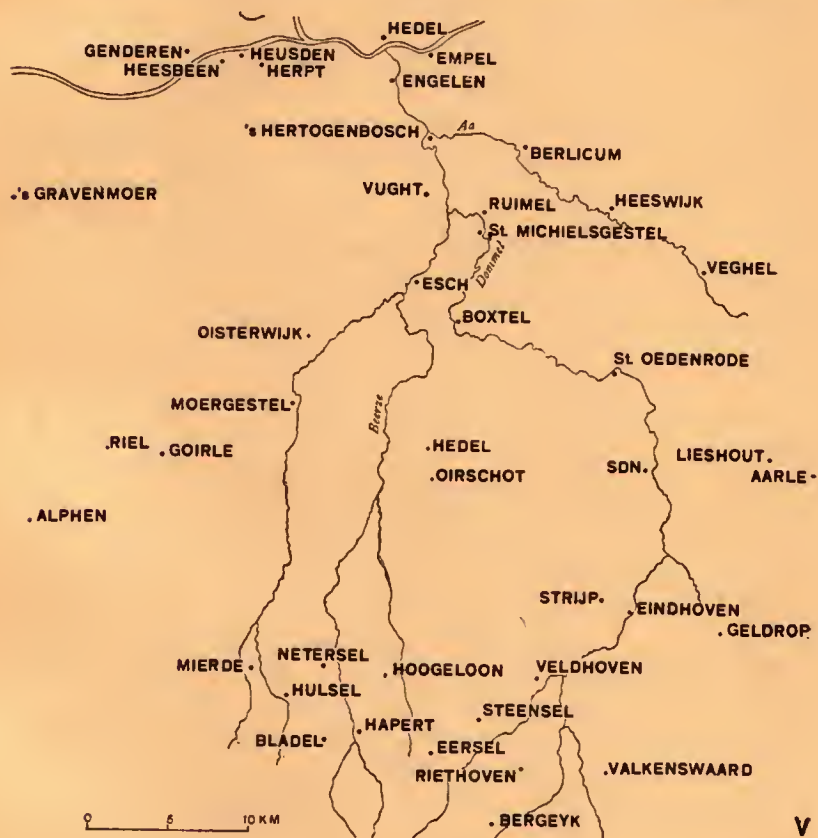 HEDEL
GENDEREN
HEUSDEN
EMPEL
HEESBEEN
HERPT
ENGELEN
Aa
's HERTOGENBOSCH
BERLICUM
's GRAVENMOER
VUGHT
RUIMEL
HEESWIJK
St. MICHIELSGESTEL
Dommel
VEGHEL
ESCH
BOXTEL
OISTERWIJK
St. OEDENRODE
MOERGESTEL
Beerze
RIEL
GOIRLE
HEDEL
LIESHOUT
SDN.
OIRSCHOT
AARLE
ALPHEN
STRIJP
EINDHOVEN
GELDROP
NETERSEL
MIERDE
HOOGELOON
VELDHOVEN
HULSEL
STEENSEL
HAPERT
BLADEL
EERSEL
RIETHOVEN
VALKENSWAARD
0 5 10 KM
BERGEYK
V